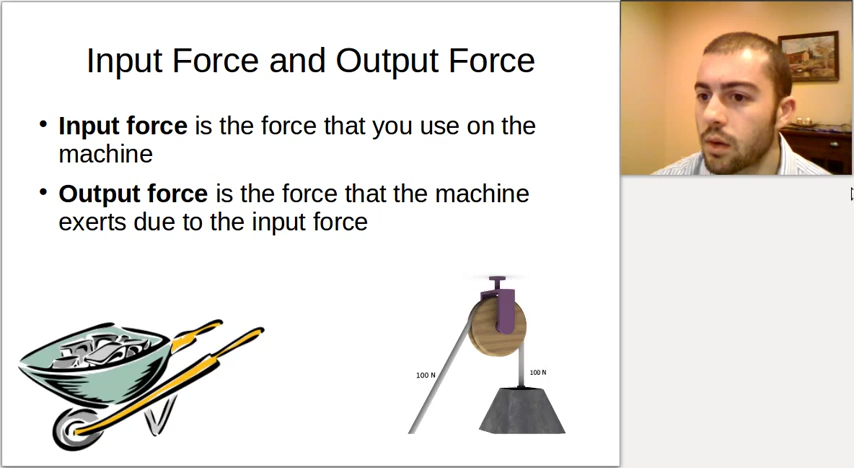 Input Force and Output Force
• Input force is the force that you use on the
machine
• Output force is the force that the machine
exerts due to the input force
100 N
100 N